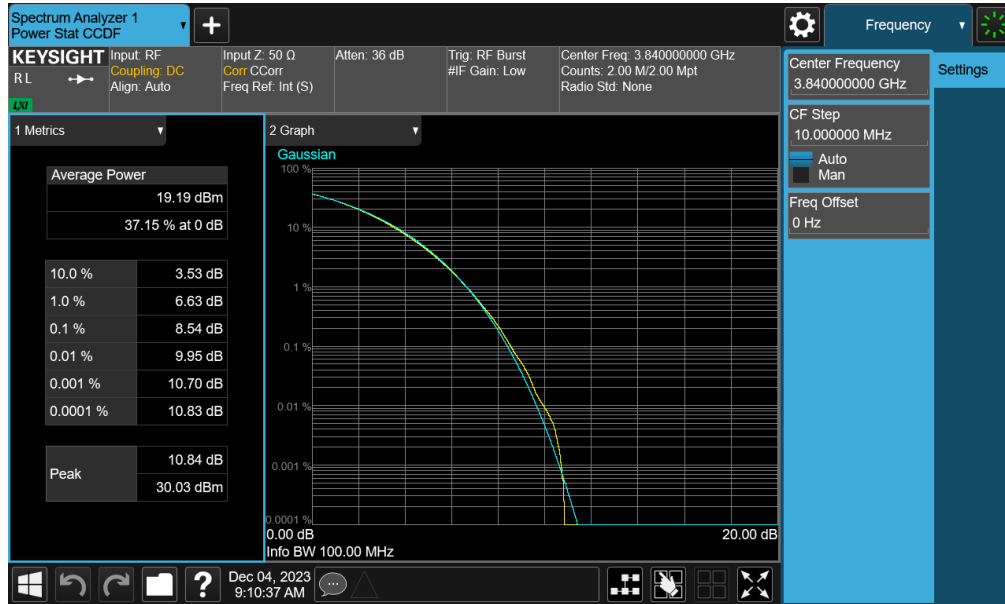 Spectrum Analyzer 1
Power Stat CCDF
+
Frequency
KEYSIGHT
R L
LXI
Input: RF
Coupling: DC
Align: Auto
Input Z: 50 Ω
Corr CCorr
Freq Ref: Int (S)
Atten: 36 dB
Trig: RF Burst
#IF Gain: Low
Center Freq: 3.840000000 GHz
Counts: 2.00 M/2.00 Mpt
Radio Std: None
Center Frequency
3.840000000 GHz
Settings
CF Step
10.000000 MHz
Auto
Man
Freq Offset
0 Hz
1 Metrics
Average Power
19.19 dBm
37.15 % at 0 dB
10.0 % 3.53 dB
1.0 % 6.63 dB
0.1 % 8.54 dB
0.01 % 9.95 dB
0.001 % 10.70 dB
0.0001 % 10.83 dB
Peak
10.84 dB
30.03 dBm
2 Graph
Gaussian
100 %
10 %
1 %
0.1 %
0.01 %
0.001 %
0.0001 %
0.00 dB 20.00 dB
Info BW 100.00 MHz
?
Dec 04, 2023
9:10:37 AM